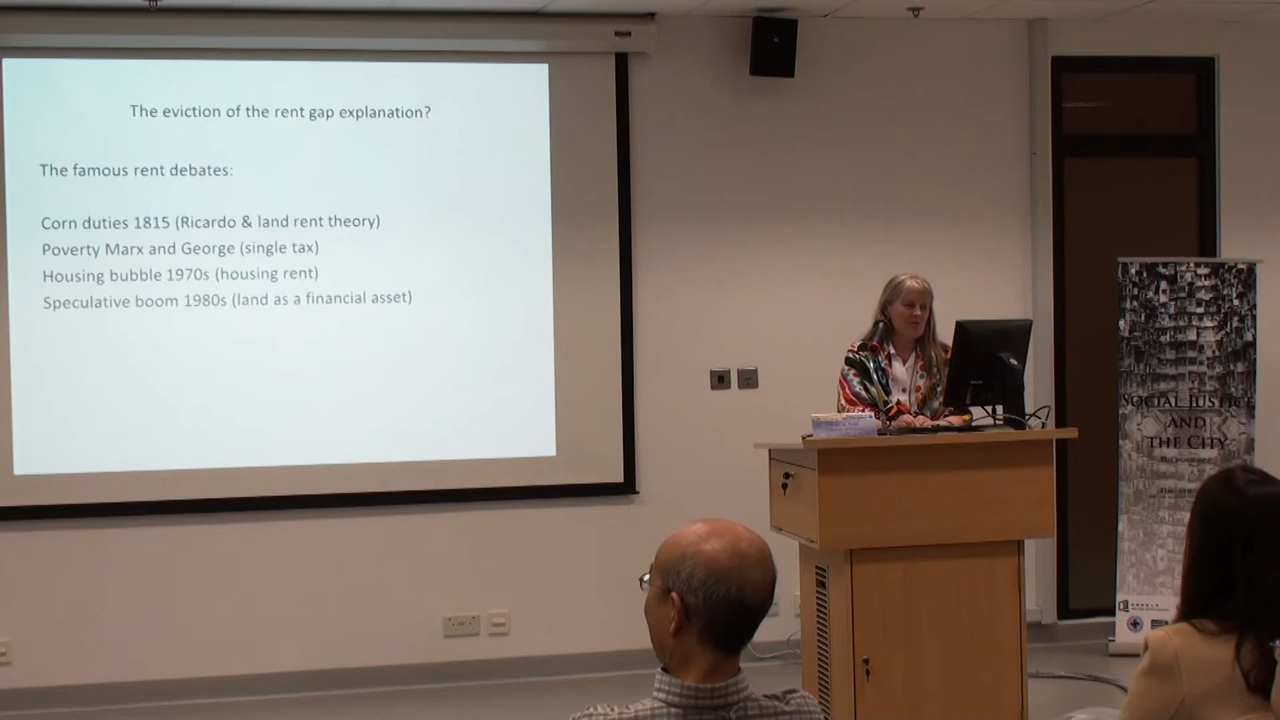 The eviction of the rent gap explanation?
The famous rent debates:
Corn duties 1815 (Ricardo & land rent theory)
Poverty Marx and George (single tax)
Housing bubble 1970s (housing rent)
Speculative boom 1980s (land as a financial asset)
SOCIAL JUSTICE
AND
THE CITY